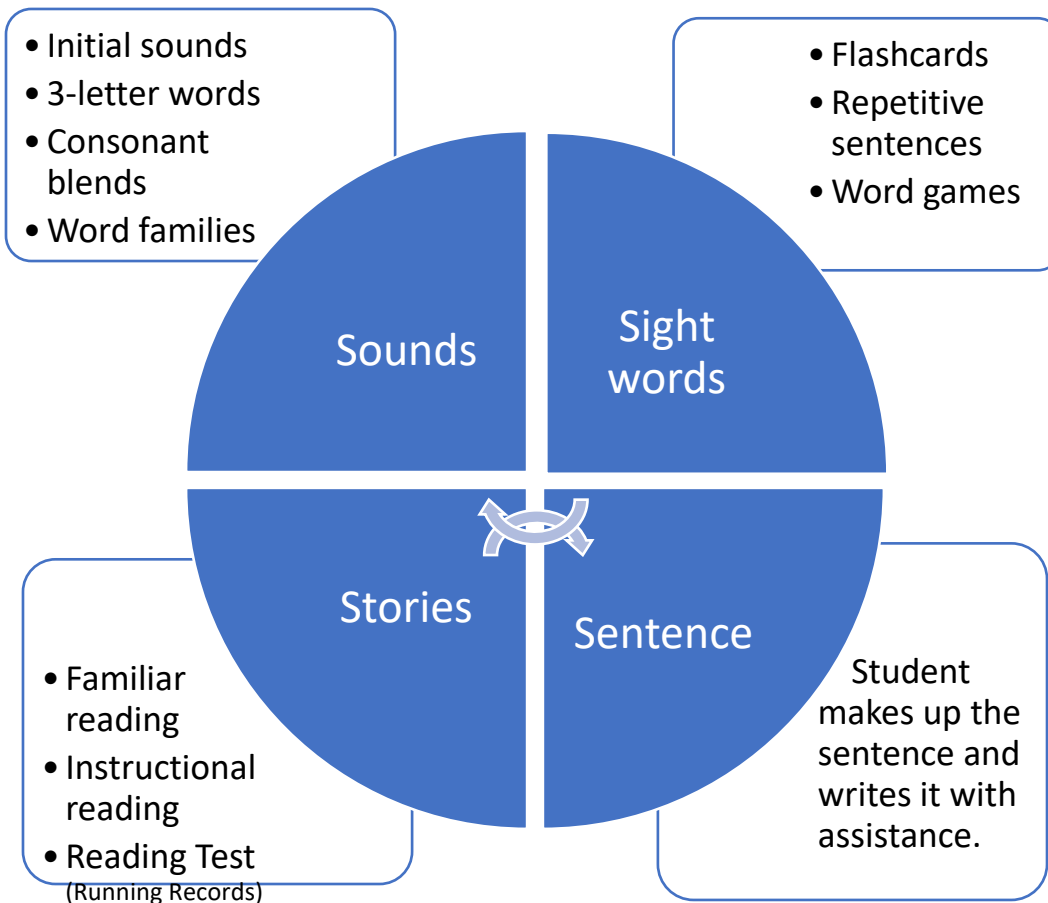 • Initial sounds
• 3-letter words
• Consonant
blends
• Word families
• Flashcards
• Repetitive
sentences
• Word games
Sounds
Sight
words
Stories
Sentence
• Familiar
reading
• Instructional
reading
• Reading Test
(Running Records)
Student
makes up the
sentence and
writes it with
assistance.